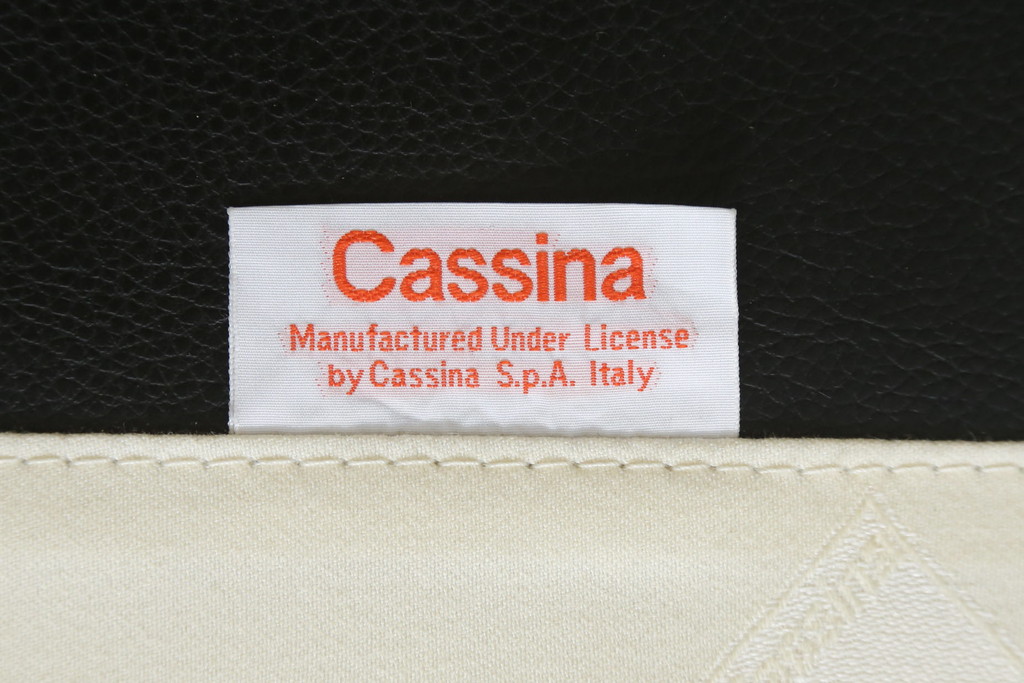 Cassina
Manufactured Under License
by Cassina S.p.A. Italy